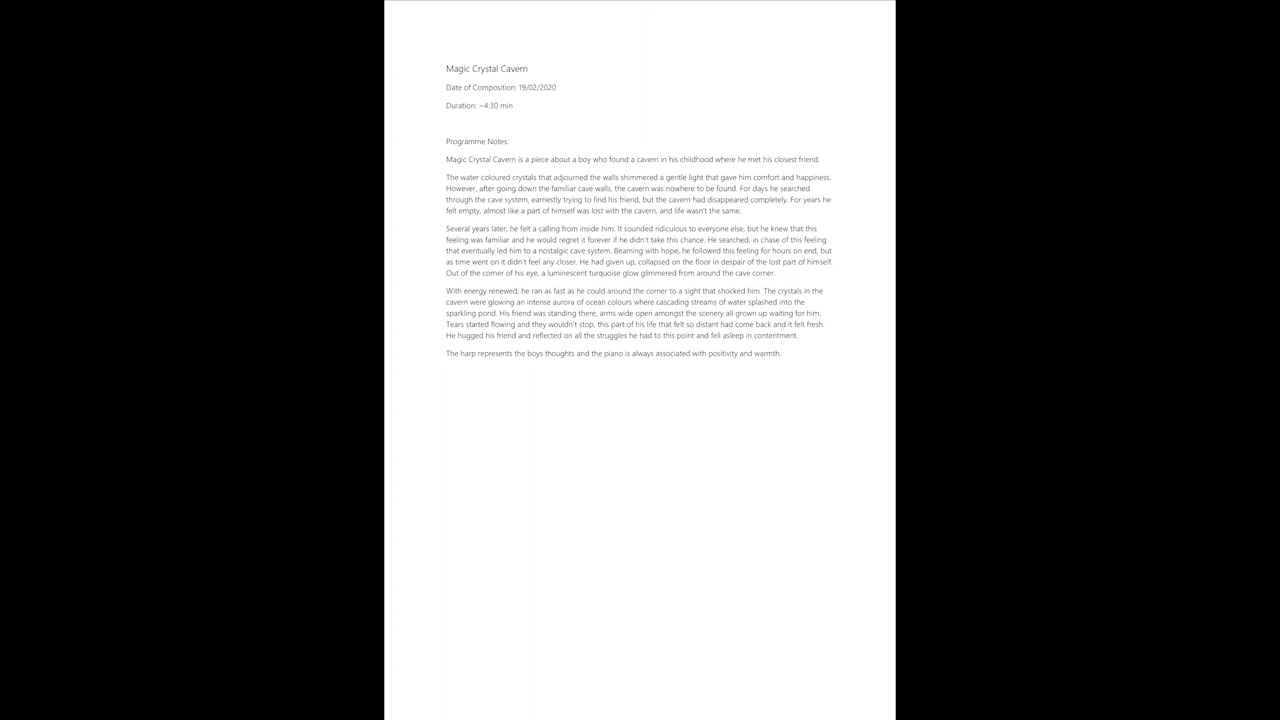 Magic Crystal Cavern
Date of Composition: 19/02/2020
Duration: ~4:30 min
Programme Notes:
Magic Crystal Cavern is a piece about a boy who found a cavern in his childhood where he met his closest friend.
The water coloured crystals that adjourned the walls shimmered a gentle light that gave him comfort and happiness.
However, after going down the familiar cave walls, the cavern was nowhere to be found. For days he searched
through the cave system, earnestly trying to find his friend, but the cavern had disappeared completely. For years he
felt empty, almost like a part of himself was lost with the cavern, and life wasn't the same.
Several years later, he felt a calling from inside him. It sounded ridiculous to everyone else, but he knew that this
feeling was familiar and he would regret it forever if he didn't take this chance. He searched, in chase of this feeling
that eventually led him to a nostalgic cave system. Beaming with hope, he followed this feeling for hours on end, but
as time went on it didn't feel any closer. He had given up, collapsed on the floor in despair of the lost part of himself.
Out of the corner of his eye, a luminescent turquoise glow glimmered from around the cave corner.
With energy renewed, he ran as fast as he could around the corner to a sight that shocked him. The crystals in the
cavern were glowing an intense aurora of ocean colours where cascading streams of water splashed into the
sparkling pond. His friend was standing there, arms wide open amongst the scenery all grown up waiting for him.
Tears started flowing and they wouldn't stop, this part of his life that felt so distant had come back and it felt fresh.
He hugged his friend and reflected on all the struggles he had to this point and fell asleep in contentment.
The harp represents the boys thoughts and the piano is always associated with positivity and warmth.